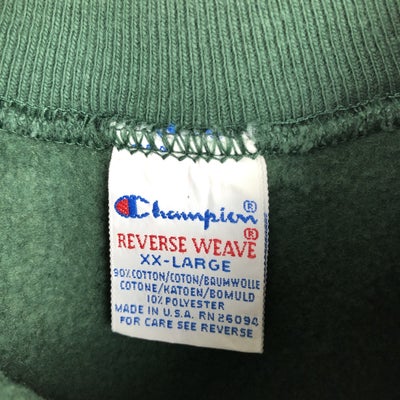 Champion®
REVERSE WEAVE®
XX-LARGE
90% COTTON/COTON/BAUMWOLLE
COTONE/KATOEN/BOMULD
10% POLYESTER
MADE IN U.S.A. RN 26094
FOR CARE SEE REVERSE